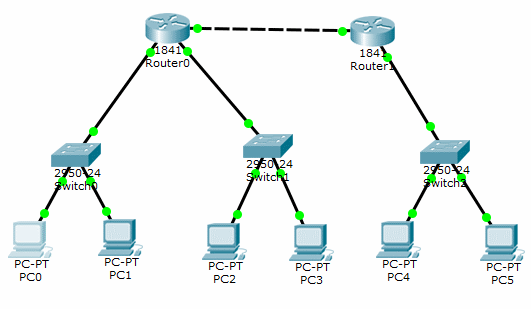 1841
Router0
1841
Router1
2950-24
Switch0
2950-24
Switch1
2950-24
Switch2
PC-PT
PC0
PC-PT
PC1
PC-PT
PC2
PC-PT
PC3
PC-PT
PC4
PC-PT
PC5